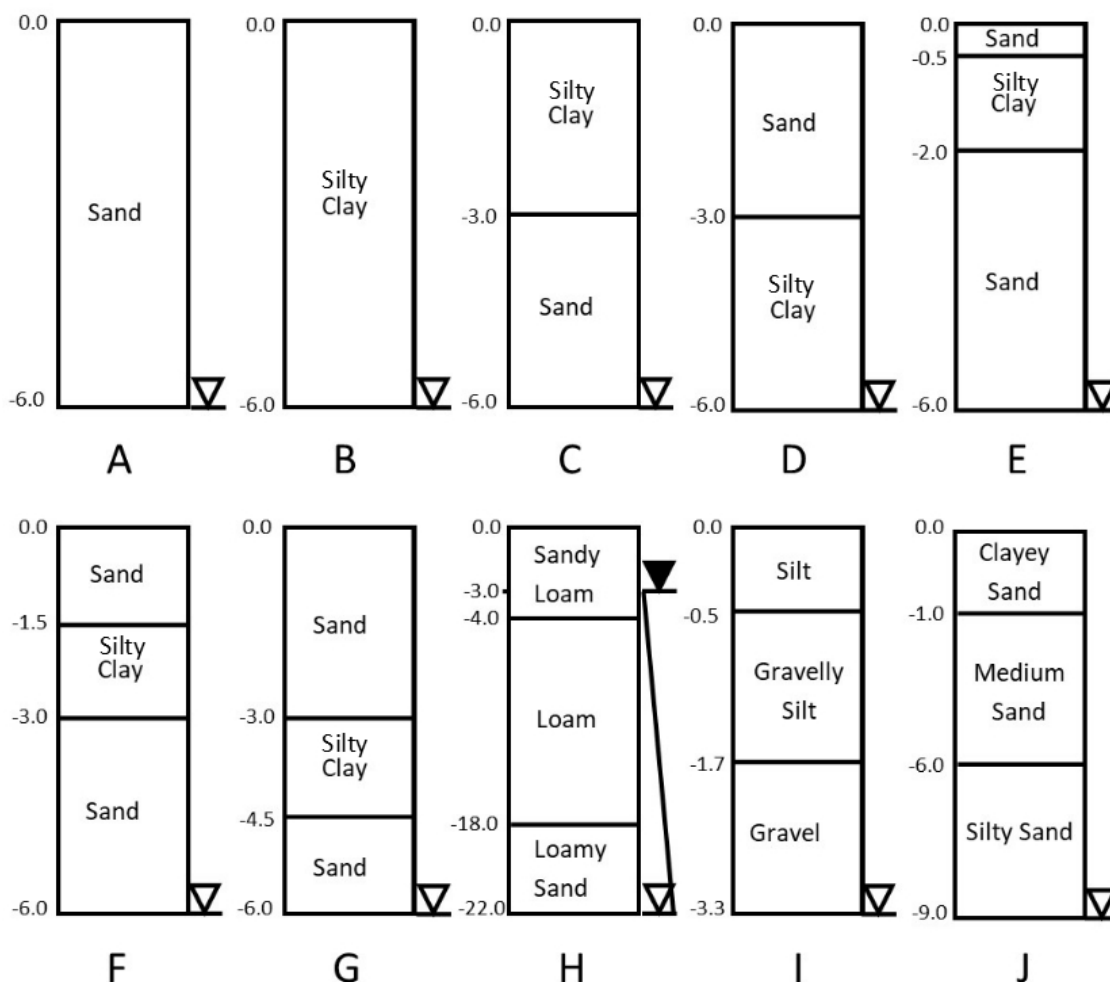 0.0
Sand
-6.0
A
0.0
Silty
Clay
-6.0
B
0.0
Silty
Clay
-3.0
Sand
-6.0
C
0.0
Sand
-3.0
Silty
Clay
-6.0
D
0.0
Sand
-0.5
Silty
Clay
-2.0
Sand
-6.0
E
0.0
Sand
-1.5
Silty
Clay
-3.0
Sand
-6.0
F
0.0
Sand
-3.0
Silty
Clay
-4.5
Sand
-6.0
G
0.0
Sandy
Loam
-3.0
-4.0
Loam
-18.0
Loamy
Sand
-22.0
H
0.0
Silt
-0.5
Gravelly
Silt
-1.7
Gravel
-3.3
I
0.0
Clayey
Sand
-1.0
Medium
Sand
-6.0
Silty Sand
-9.0
J